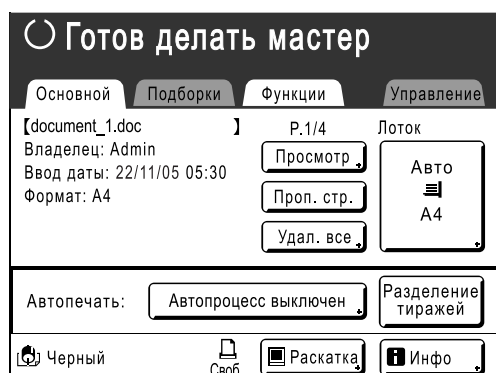 Готов делать мастер
Основной Подборки Функции Управление
【document_1.doc 】 P.1/4 Лоток
Владелец: Admin Просмотр
Ввод даты: 22/11/05 05:30 Авто
Формат: A4 Проп. стр. A4
Удал. все
Автопечать: Автопроцесс выключен Разделение
тиражей
Черный Своб. Раскатка Инфо